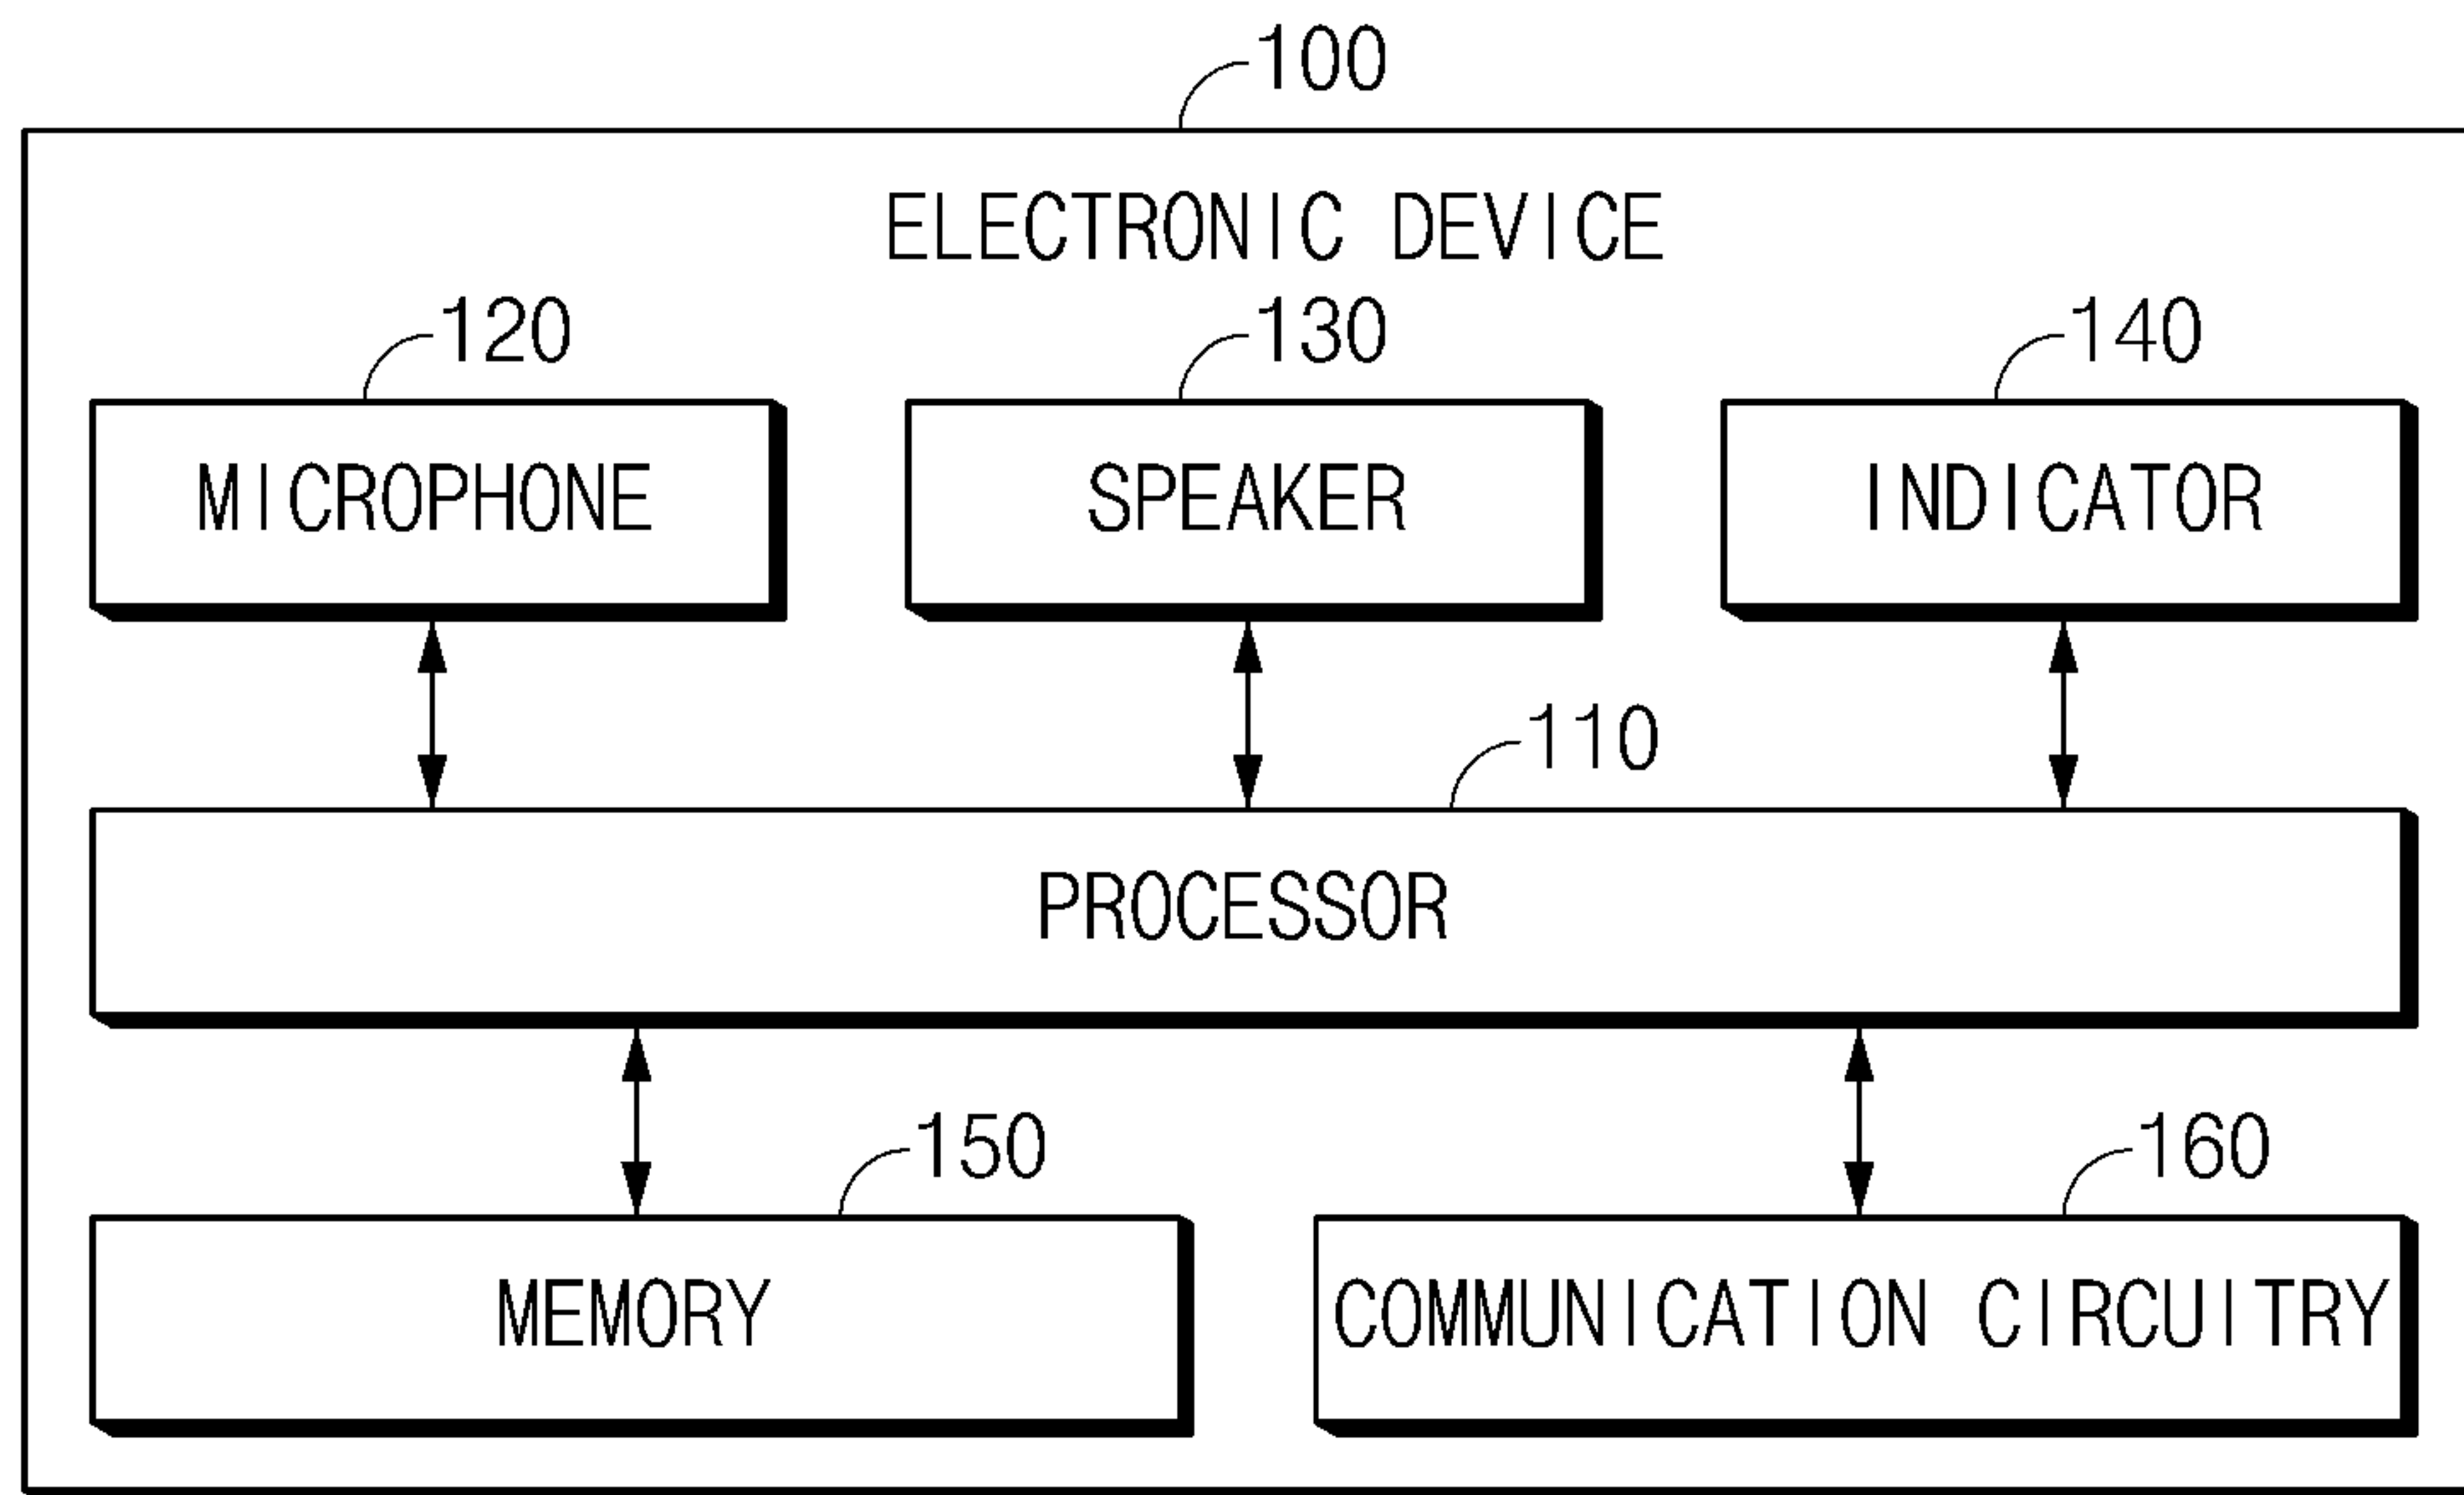 100
ELECTRONIC DEVICE
120
130
140
MICROPHONE
SPEAKER
INDICATOR
110
PROCESSOR
150
160
MEMORY
COMMUNICATION CIRCUITRY